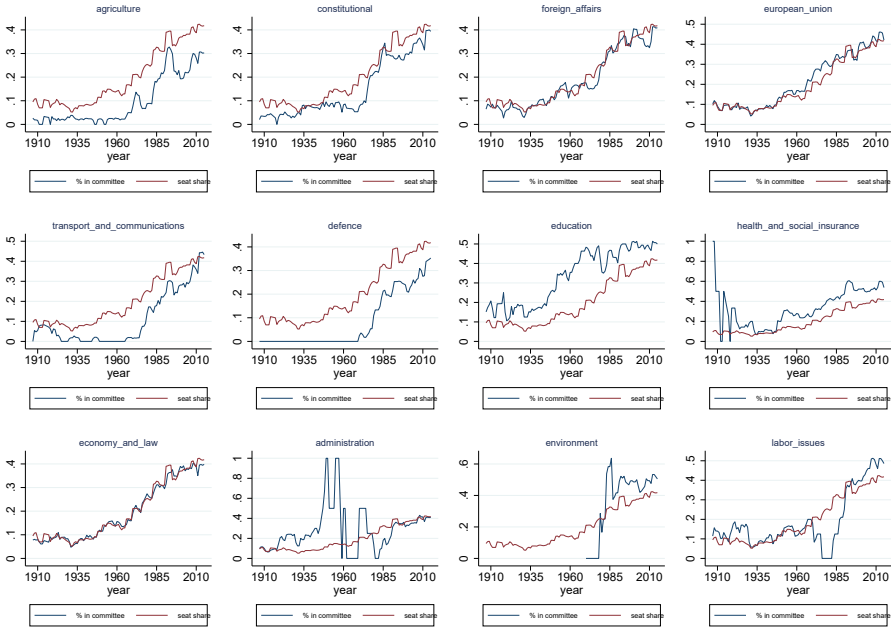 agriculture
0 .1 .2 .3 .4
1910 1935 1960 1985 2010
year
% in committee seat share
constitutional
0 .1 .2 .3 .4
1910 1935 1960 1985 2010
year
% in committee seat share
foreign_affairs
0 .1 .2 .3 .4
1910 1935 1960 1985 2010
year
% in committee seat share
european_union
0 .1 .2 .3 .4 .5
1910 1935 1960 1985 2010
year
% in committee seat share
transport_and_communications
0 .1 .2 .3 .4 .5
1910 1935 1960 1985 2010
year
% in committee seat share
defence
0 .1 .2 .3 .4
1910 1935 1960 1985 2010
year
% in committee seat share
education
0 .1 .2 .3 .4 .5
1910 1935 1960 1985 2010
year
% in committee seat share
health_and_social_insurance
0 .2 .4 .6 .8 1
1910 1935 1960 1985 2010
year
% in committee seat share
economy_and_law
0 .1 .2 .3 .4
1910 1935 1960 1985 2010
year
% in committee seat share
administration
0 .2 .4 .6 .8 1
1910 1935 1960 1985 2010
year
% in committee seat share
environment
0 .2 .4 .6
1910 1935 1960 1985 2010
year
% in committee seat share
labor_issues
0 .1 .2 .3 .4 .5
1910 1935 1960 1985 2010
year
% in committee seat share